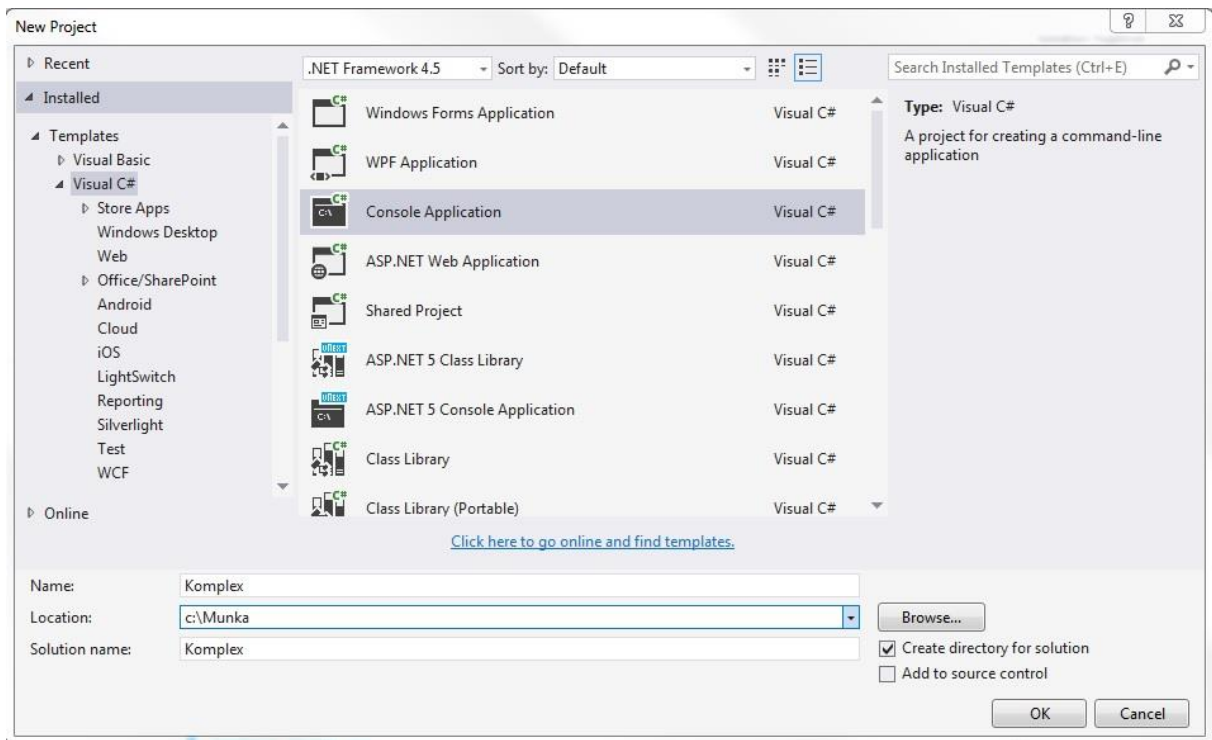 New Project
Recent
.NET Framework 4.5 Sort by: Default
Search Installed Templates (Ctrl+E)
Installed
Templates
Visual Basic
Visual C#
Store Apps
Windows Desktop
Web
Office/SharePoint
Android
Cloud
iOS
LightSwitch
Reporting
Silverlight
Test
WCF
Online
Windows Forms Application Visual C#
WPF Application Visual C#
Console Application Visual C#
ASP.NET Web Application Visual C#
Shared Project Visual C#
ASP.NET 5 Class Library Visual C#
ASP.NET 5 Console Application Visual C#
Class Library Visual C#
Class Library (Portable) Visual C#
Click here to go online and find templates.
Type: Visual C#
A project for creating a command-line
application
Name: Komplex
Location: c:\Munka
Browse...
Solution name: Komplex
Create directory for solution
Add to source control
OK Cancel